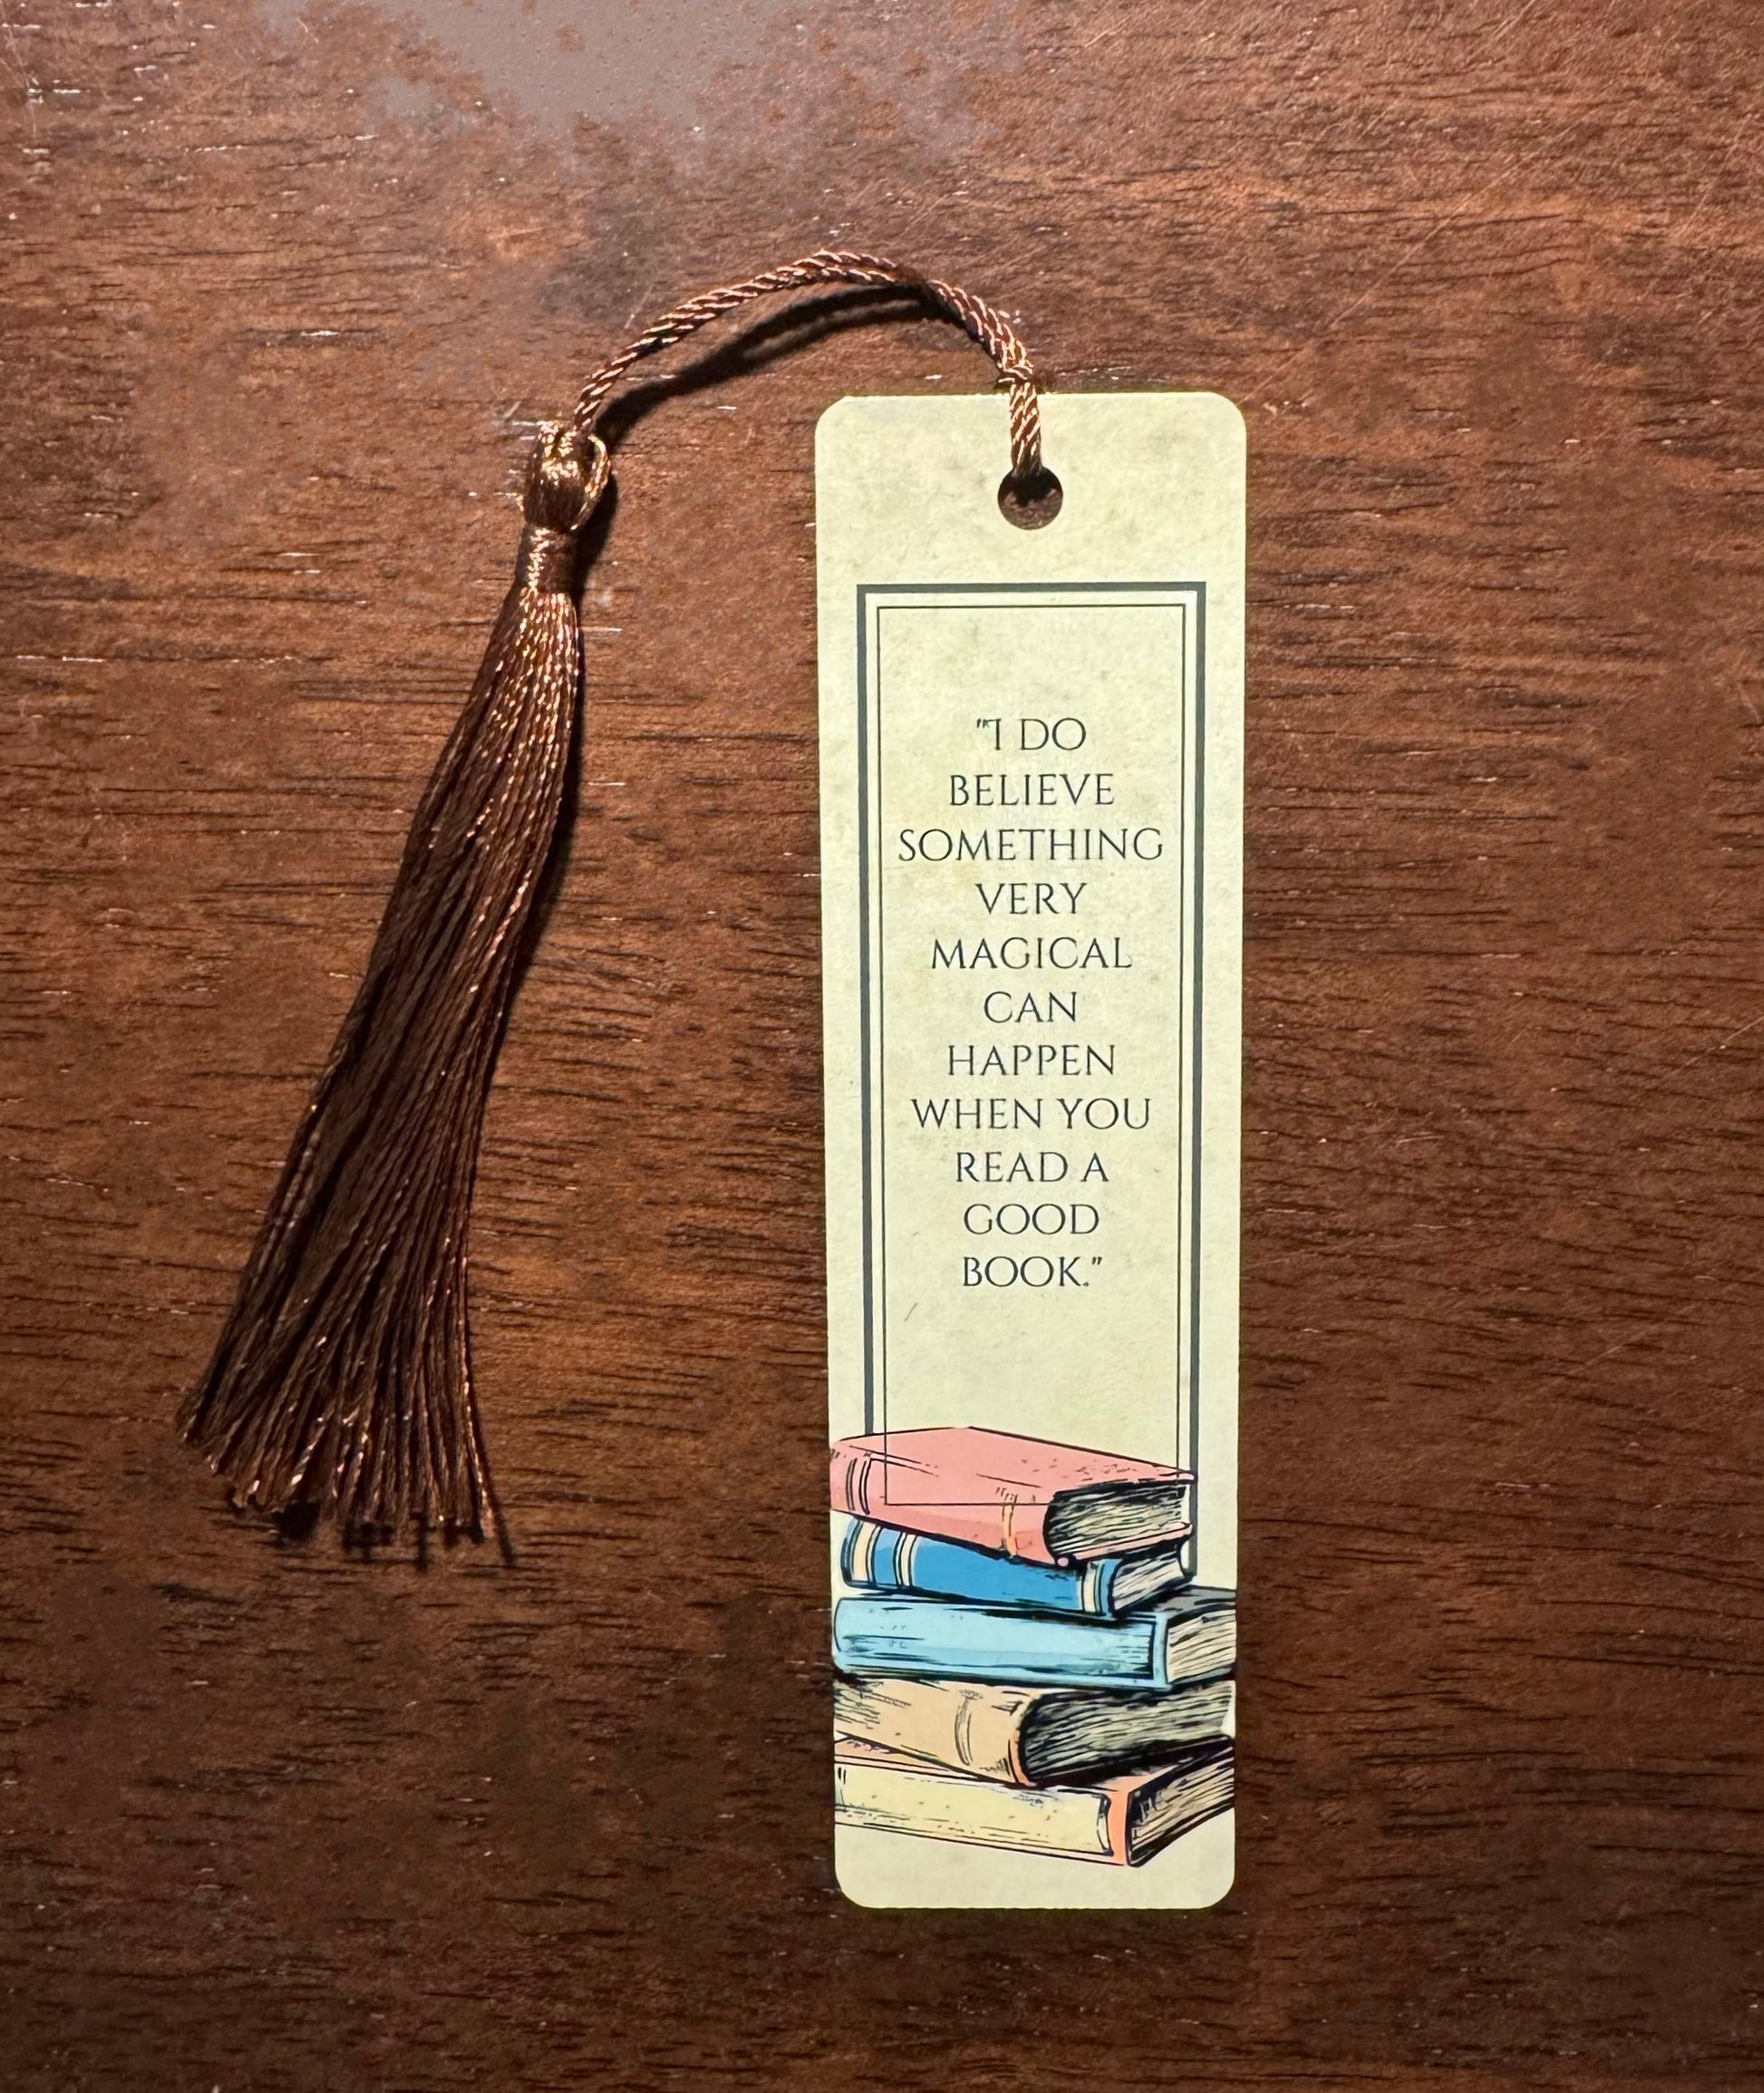 "I DO
BELIEVE
SOMETHING
VERY
MAGICAL
CAN
HAPPEN
WHEN YOU
READ A
GOOD
BOOK."